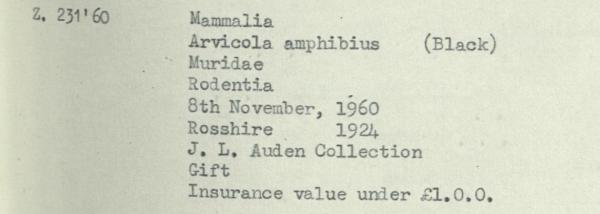 Z. 231'60 Mammalia
Arvicola amphibius (Black)
Muridae
Rodentia
8th November, 1960
Rosshire 1924
J. L. Auden Collection
Gift
Insurance value under £1.0.0.